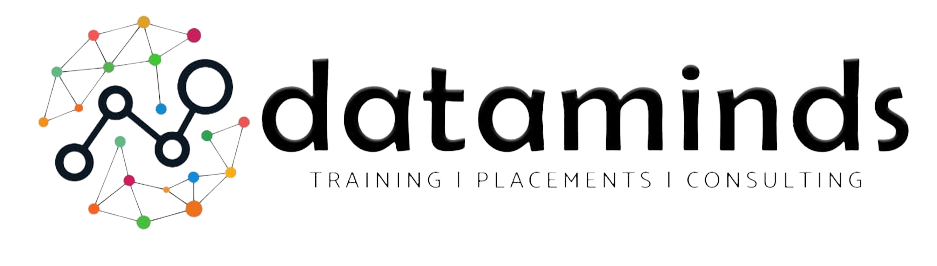 dataminds
TRAINING | PLACEMENTS | CONSULTING